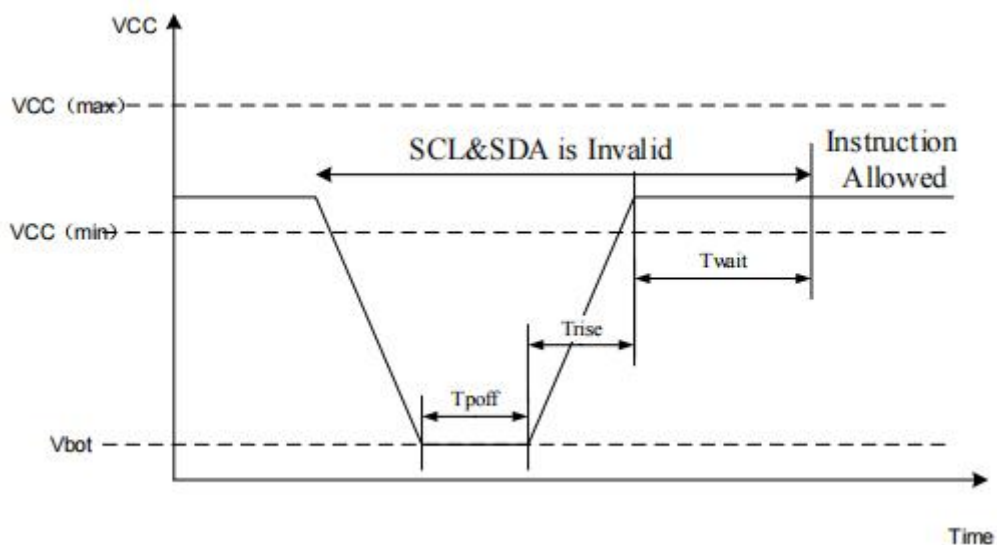 VCC
VCC（max）
SCL&SDA is Invalid
Instruction
Allowed
VCC（min）
Twait
Trise
Tpoff
Vbot
Time